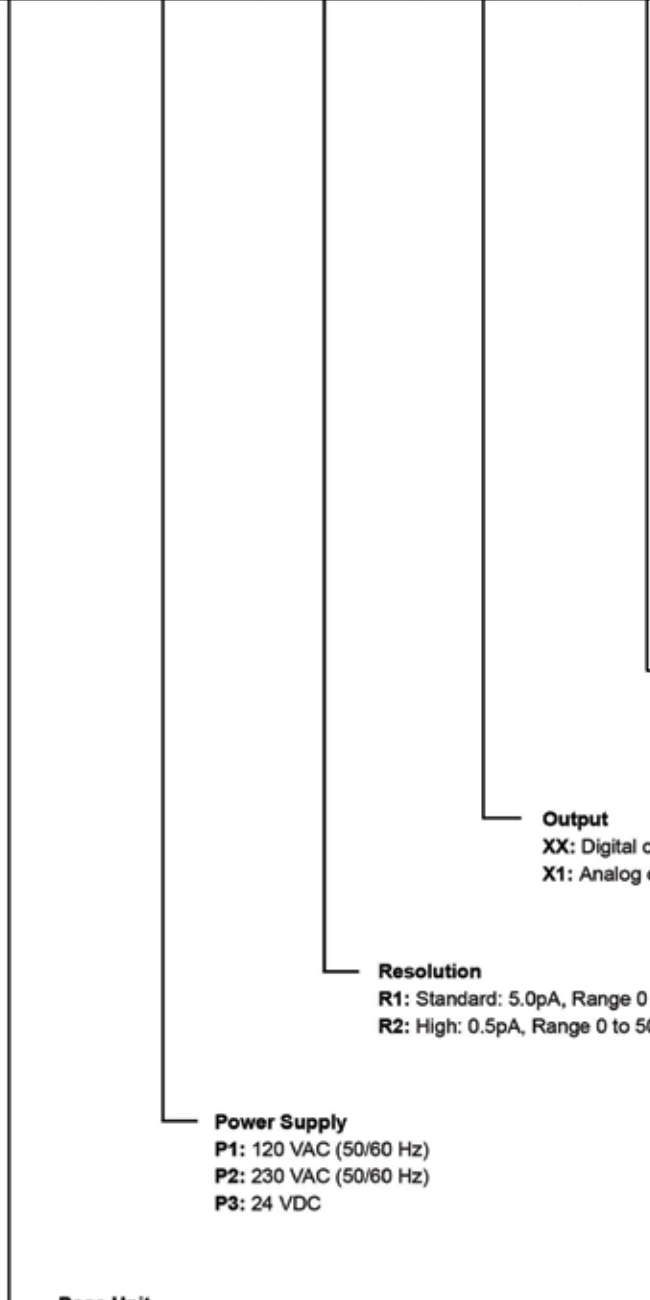 Output
XX: Digital
X1: Analog
Resolution
R1: Standard: 5.0pA, Range 0
R2: High: 0.5pA, Range 0 to 50
Power Supply
P1: 120 VAC (50/60 Hz)
P2: 230 VAC (50/60 Hz)
P3: 24 VDC